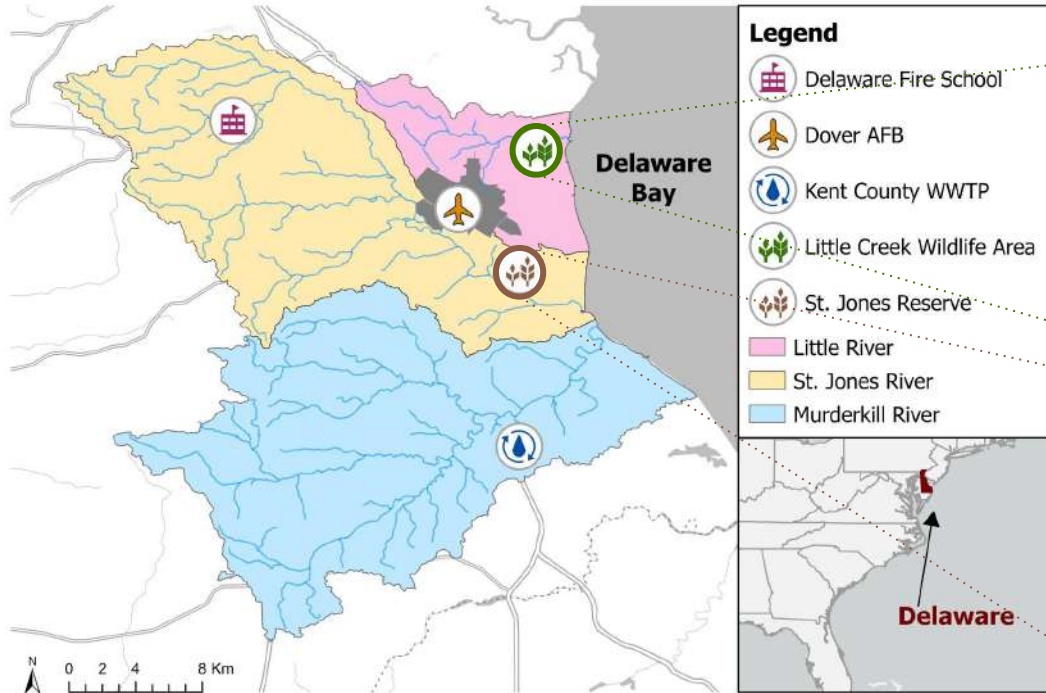 Delaware
Bay
Legend
Delaware Fire School
Dover AFB
Kent County WWTP
Little Creek Wildlife Area
St. Jones Reserve
Little River
St. Jones River
Murderkill River
Delaware
N
0 2 4 8 Km